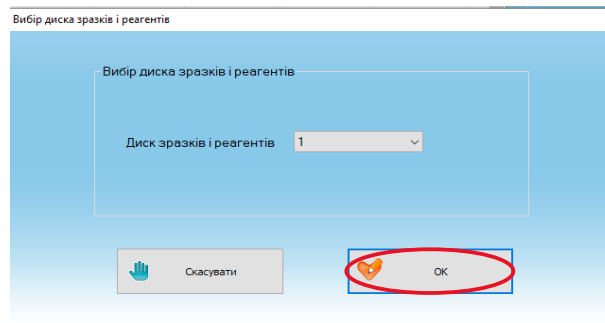 Вибір диска зразків і реагентів
Вибір диска зразків і реагентів
Диск зразків і реагентів 1
Скасувати OK